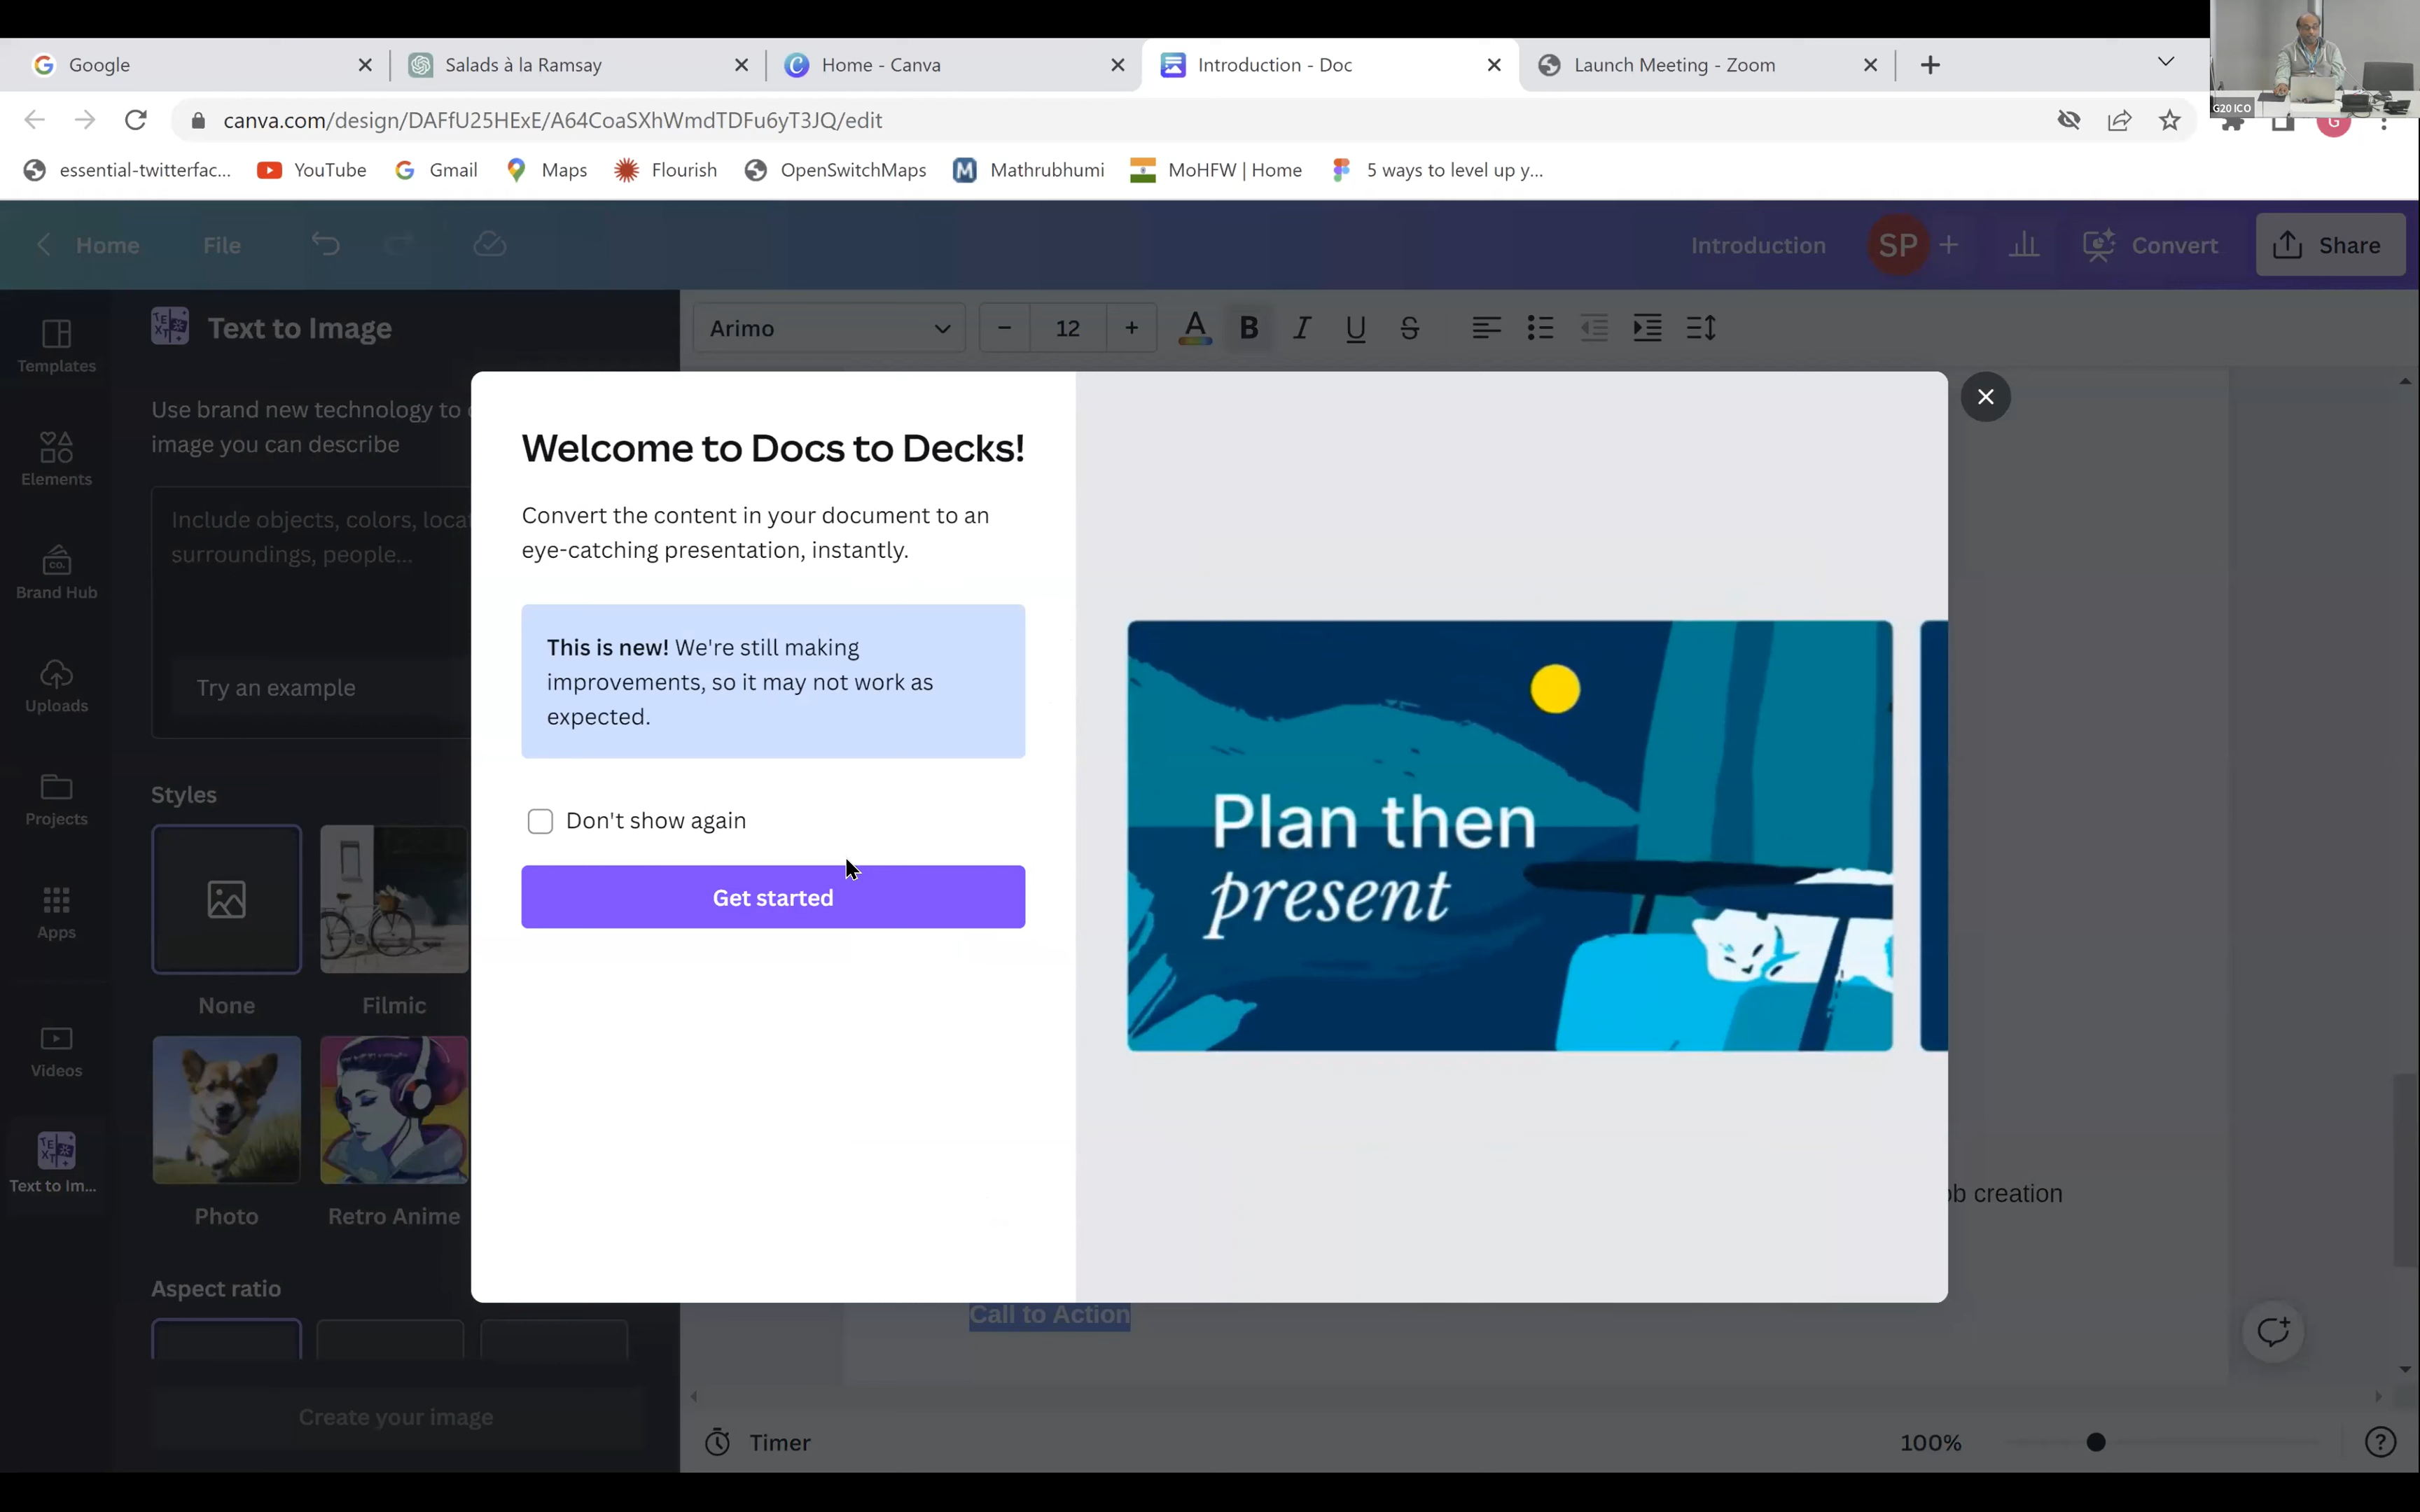 Google
Salads à la Ramsay
Home - Canva
Introduction - Doc
Launch Meeting - Zoom
G20 ICO
canva.com/design/DAFfU25HExE/A64CoaSXhWmdTDFu6yT3JQ/edit
G
essential-twitterfac...
YouTube
Gmail
Maps
Flourish
OpenSwitchMaps
Mathrubhumi
MoHFW | Home
5 ways to level up y...
Home
File
Introduction
SP
Convert
Share
Templates
Elements
Brand Hub
Uploads
Projects
Apps
Videos
Text to Im...
Text to Image
Use brand new technology to
image you can describe
Include objects, colors, locat
surroundings, people...
Try an example
Styles
None
Filmic
Photo
Retro Anime
Aspect ratio
Create your image
Arimo
12
Welcome to Docs to Decks!
Convert the content in your document to an
eye-catching presentation, instantly.
This is new! We're still making
improvements, so it may not work as
expected.
Don't show again
Get started
Plan then
present
creation
Call to Action
Timer
100%